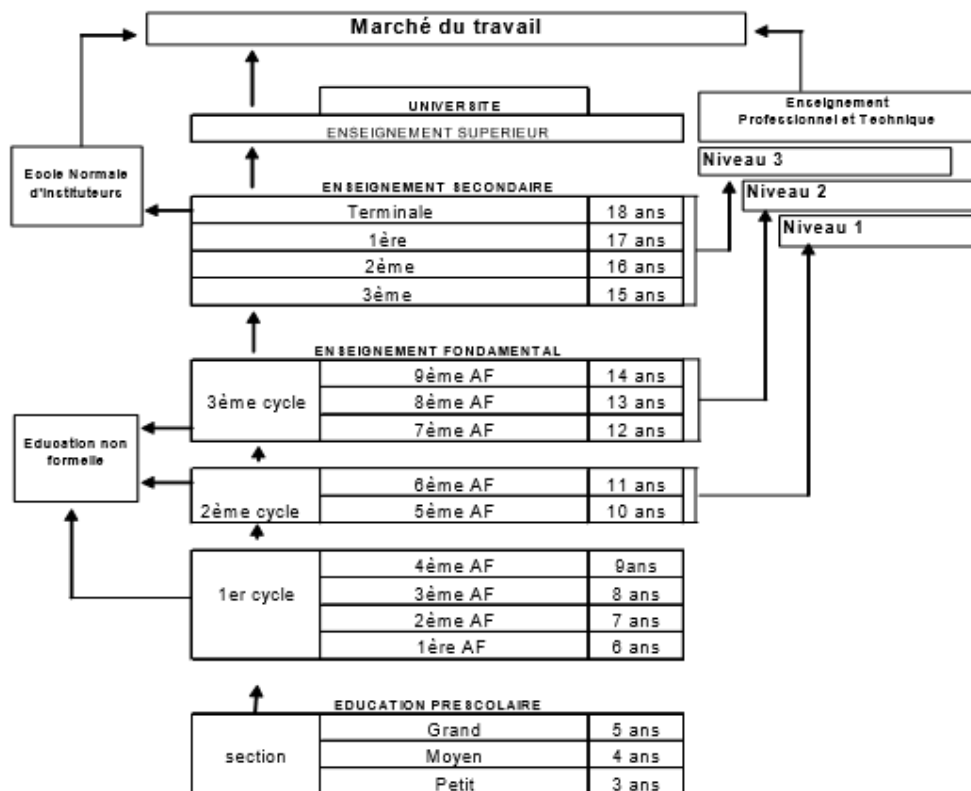 Marché du travail
UNIVERSITE
ENSEIGNEMENT SUPERIEUR
Enseignement
Professionnel et Technique
Niveau 3
Niveau 2
Niveau 1
Ecole Normale
d'Instituteurs
ENSEIGNEMENT SECONDAIRE
Terminale 18 ans
1ère 17 ans
2ème 16 ans
3ème 15 ans
ENSEIGNEMENT FONDAMENTAL
3ème cycle
9ème AF 14 ans
8ème AF 13 ans
7ème AF 12 ans
Education non
formelle
2ème cycle
6ème AF 11 ans
5ème AF 10 ans
1er cycle
4ème AF 9ans
3ème AF 8 ans
2ème AF 7 ans
1ère AF 6 ans
EDUCATION PRESCOLAIRE
section
Grand 5 ans
Moyen 4 ans
Petit 3 ans